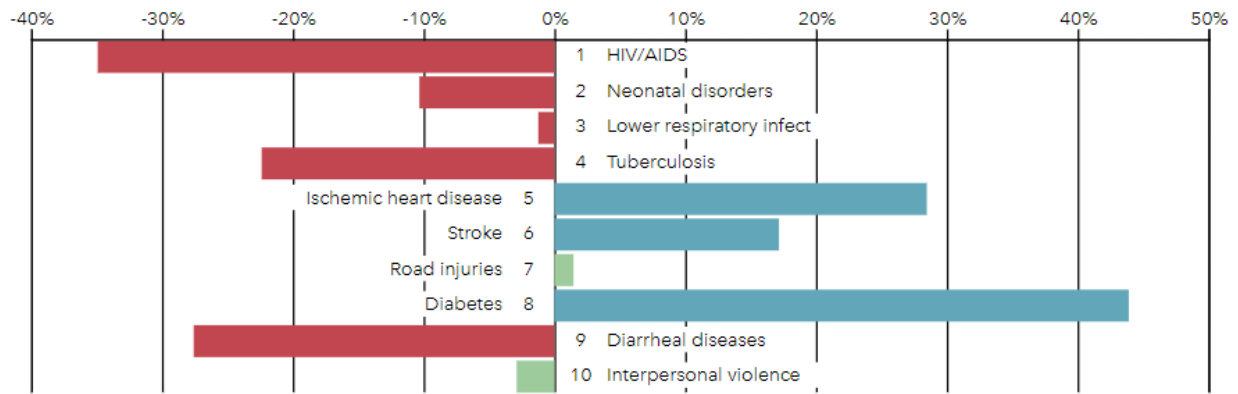 -40% -30% -20% -10% 0% 10% 20% 30% 40% 50%
1 HIV/AIDS
2 Neonatal disorders
3 Lower respiratory infect
4 Tuberculosis
Ischemic heart disease 5
Stroke 6
Road injuries 7
Diabetes 8
9 Diarrheal diseases
10 Interpersonal violence